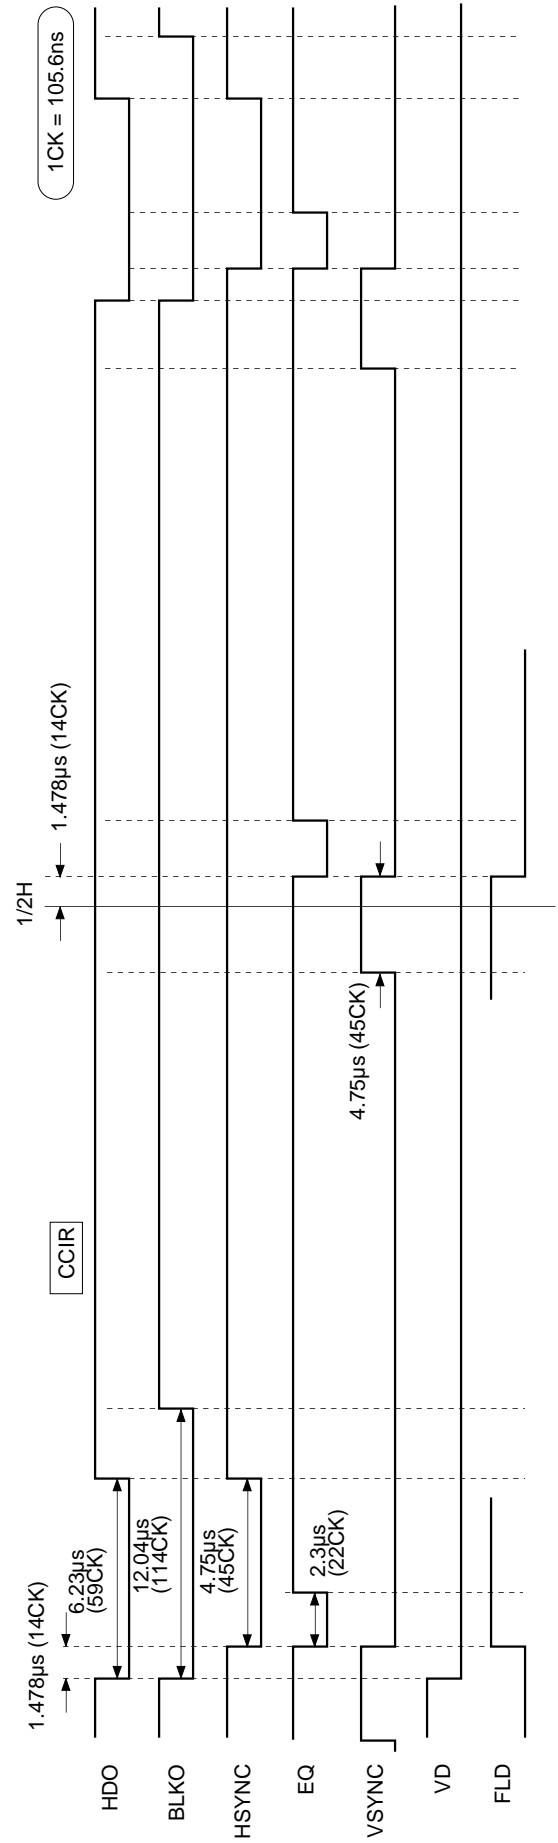 1CK = 105.6ns
CCIR
1/2H
1.478µs (14CK)
1.478µs (14CK)
HDO
6.23µs
(59CK)
BLKO
12.04µs
(114CK)
HSYNC
4.75µs
(45CK)
EQ
2.3µs
(22CK)
VSYNC
4.75µs (45CK)
VD
FLD